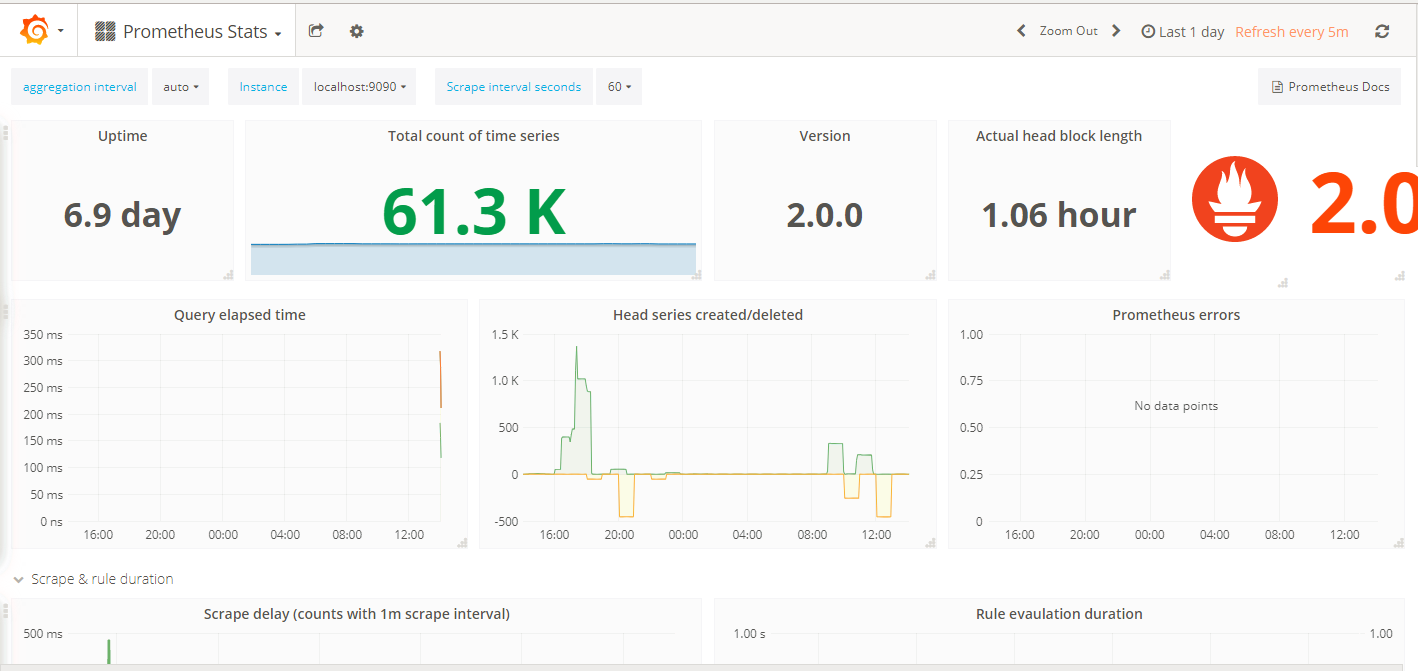 Prometheus Stats
Zoom Out
Last 1 day
Refresh every 5m
aggregation interval
auto
Instance
localhost:9090
Scrape interval seconds
60
Prometheus Docs
Uptime
6.9 day
Total count of time series
61.3 K
Version
2.0.0
Actual head block length
1.06 hour
2.0
Query elapsed time
350 ms
300 ms
250 ms
200 ms
150 ms
100 ms
50 ms
0 ns
16:00 20:00 00:00 04:00 08:00 12:00
Head series created/deleted
1.5 K
1.0 K
500
0
-500
16:00 20:00 00:00 04:00 08:00 12:00
Prometheus errors
1.00
0.75
0.50
0.25
0
No data points
16:00 20:00 00:00 04:00 08:00 12:00
Scrape & rule duration
Scrape delay (counts with 1m scrape interval)
500 ms
Rule evaulation duration
1.00 s
1.00